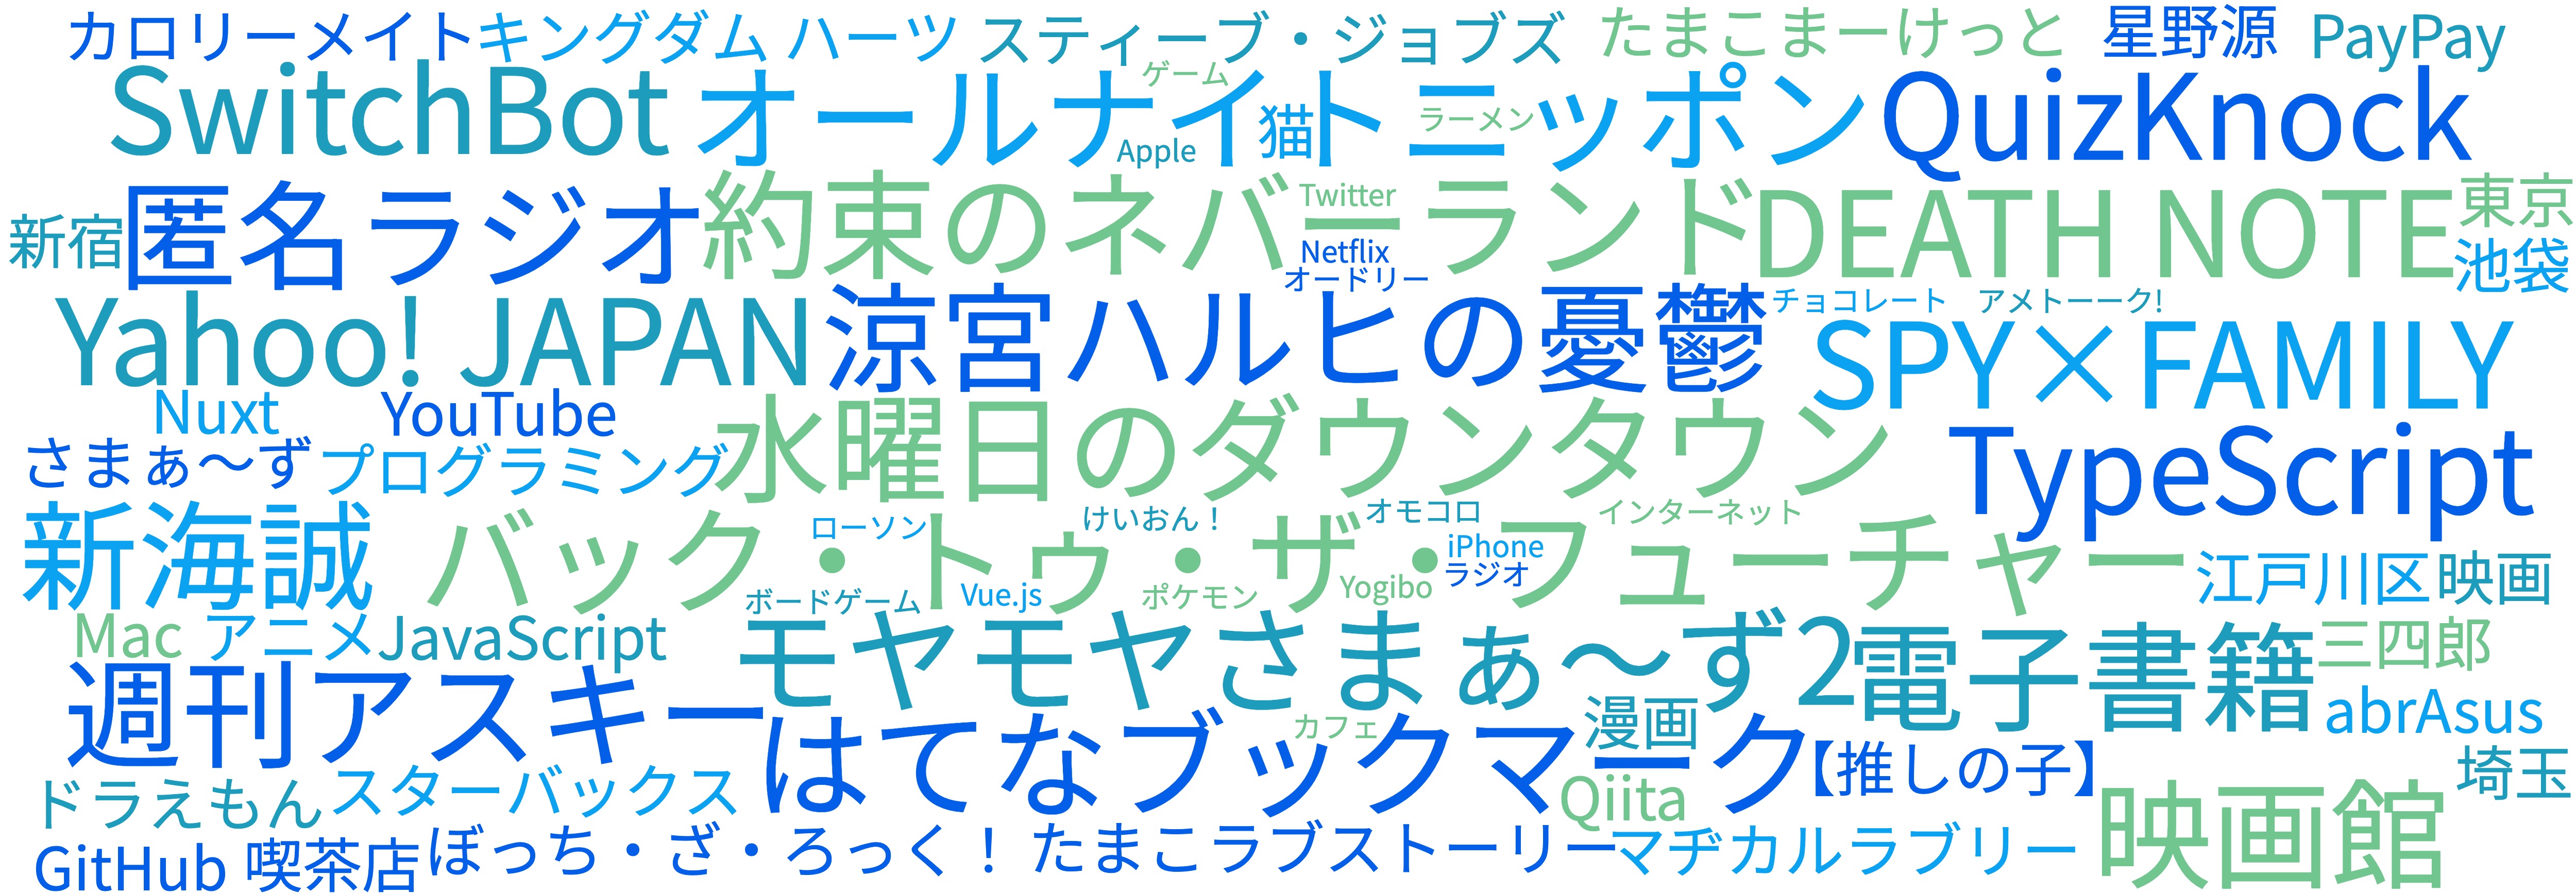 カロリーメイト キングダム ハーツ スティーブ・ジョブズ たまこまーけっと 星野源 PayPay
ゲーム
SwitchBot オールナイトニッポン QuizKnock
猫 ラーメン
Apple
約束のネバーランド
Twitter
東京
新宿 匿名ラジオ DEATH NOTE
Netflix
池袋
オードリー
チョコレート アメトーーク!
Yahoo! JAPAN 涼宮ハルヒの憂鬱 SPY×FAMILY
Nuxt YouTube
水曜日のダウンタウン
さまぁ〜ず プログラミング TypeScript
ローソン けいおん！ オモコロ インターネット
新海誠 バック・トゥ・ザ・フューチャー
iPhone
ラジオ
江戸川区 映画
ボードゲーム Vue.js ポケモン Yogibo
Mac アニメ JavaScript
モヤモヤさまぁ〜ず2 電子書籍 三四郎
週刊アスキー 漫画 abrAsus
カフェ
はてなブックマーク 【推しの子】 埼玉
ドラえもん スターバックス Qiita
映画館
GitHub 喫茶店 ぼっち・ざ・ろっく！ たまこラブストーリー マヂカルラブリー